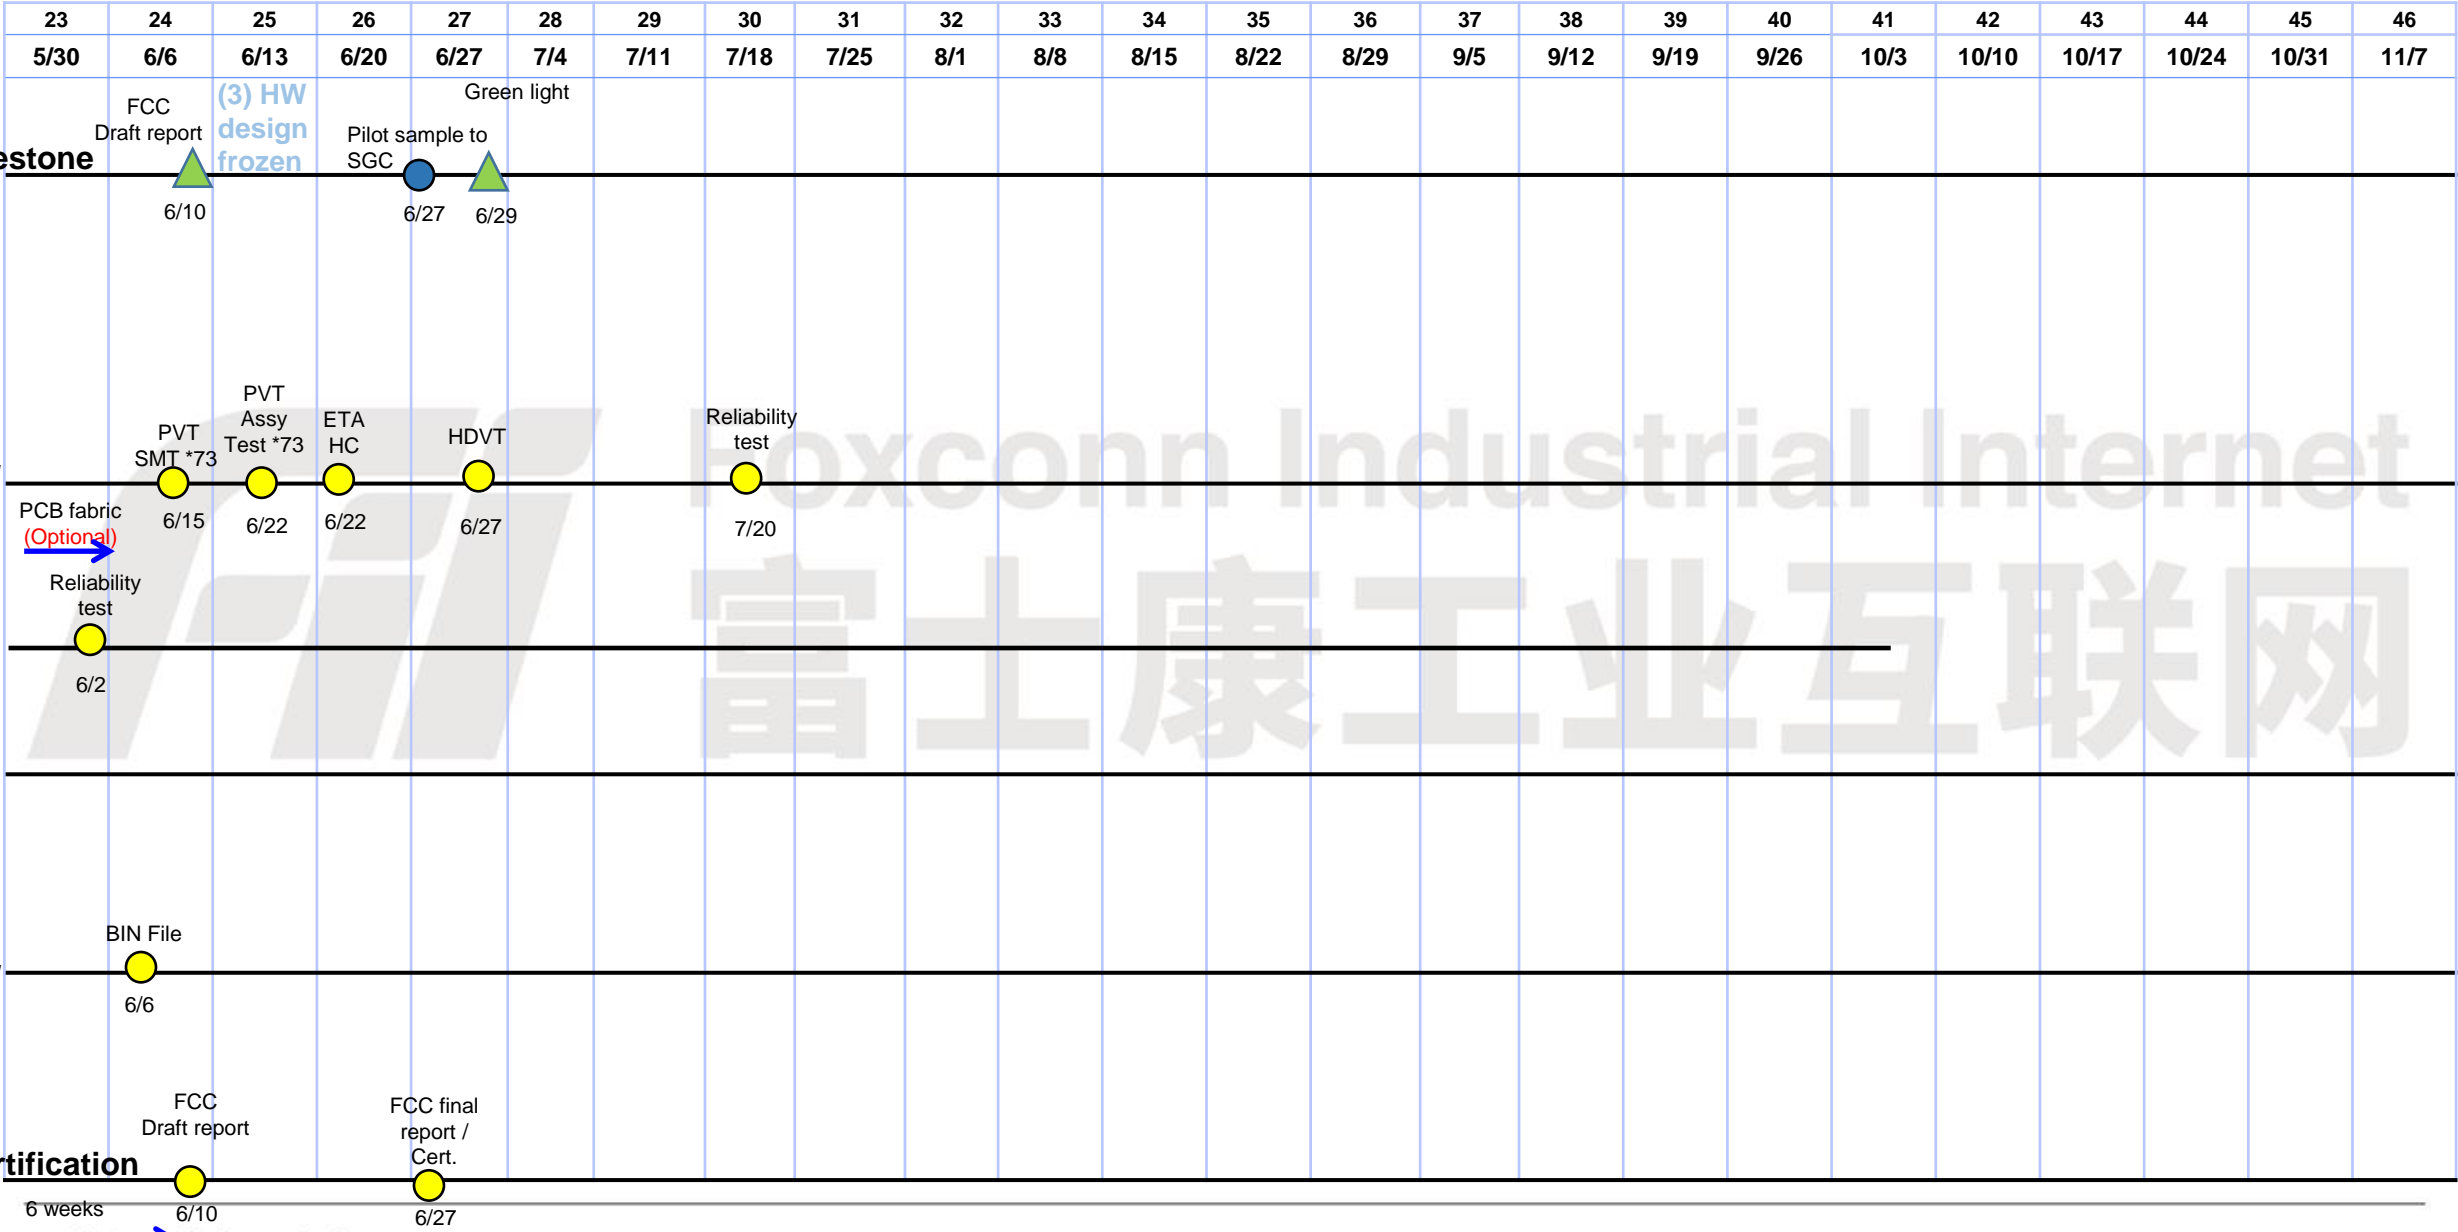 23 24 25 26 27 28 29 30 31 32 33 34 35 36 37 38 39 40 41 42 43 44 45 46
5/30 6/6 6/13 6/20 6/27 7/4 7/11 7/18 7/25 8/1 8/8 8/15 8/22 8/29 9/5 9/12 9/19 9/26 10/3 10/10 10/17 10/24 10/31 11/7
FCC
Draft report
(3) HW
design
frozen
Green light
Pilot sample to
SGC
estone
6/10
6/27
6/29
PVT
SMT *73
PVT
Assy
Test *73
ETA
HC
HDVT
Reliability
test
6/15
6/22
6/22
6/27
7/20
PCB fabric
(Optional)
Reliability
test
6/2
Foxconn Industrial Internet
富士康工业互联网
BIN File
6/6
FCC
Draft report
FCC final
report /
Cert.
rtification
6 weeks
6/10
6/27